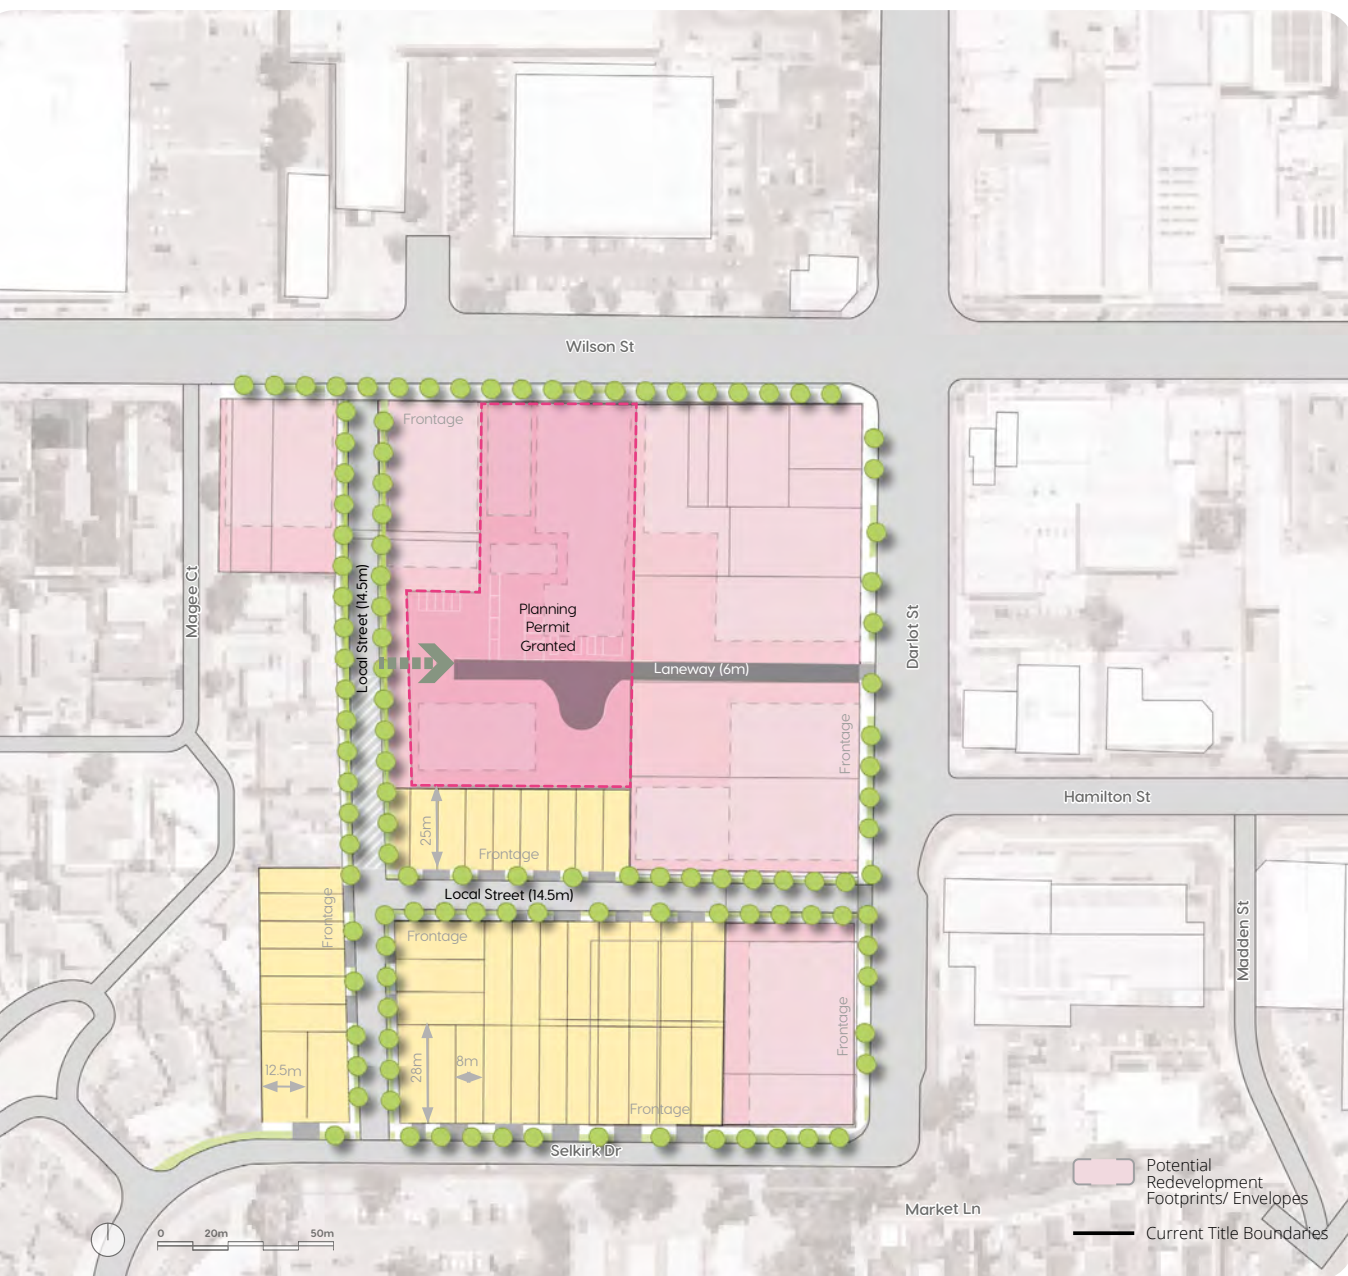 Wilson St
Frontage
Magee Ct
Local Street (14.5m)
Planning
Permit
Granted
Laneway (6m)
Darlot St
Frontage
Hamilton St
25m
Frontage
Local Street (14.5m)
Frontage
Frontage
Madden St
Frontage
28m
8m
12.5m
Frontage
Selkirk Dr
Market Ln
Potential
Redevelopment
Footprints/ Envelopes
Current Title Boundaries
0 20m 50m